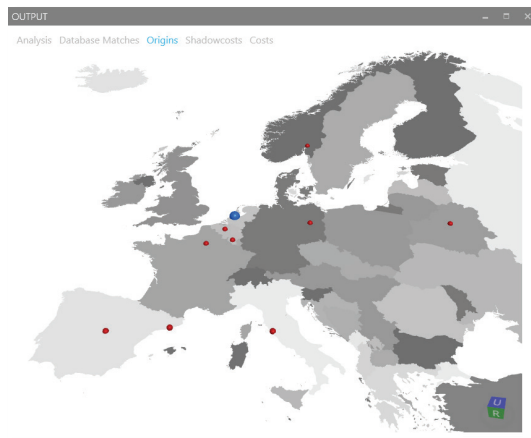 OUTPUT
Analysis Database Matches Origins Shadowcosts Costs
U
R